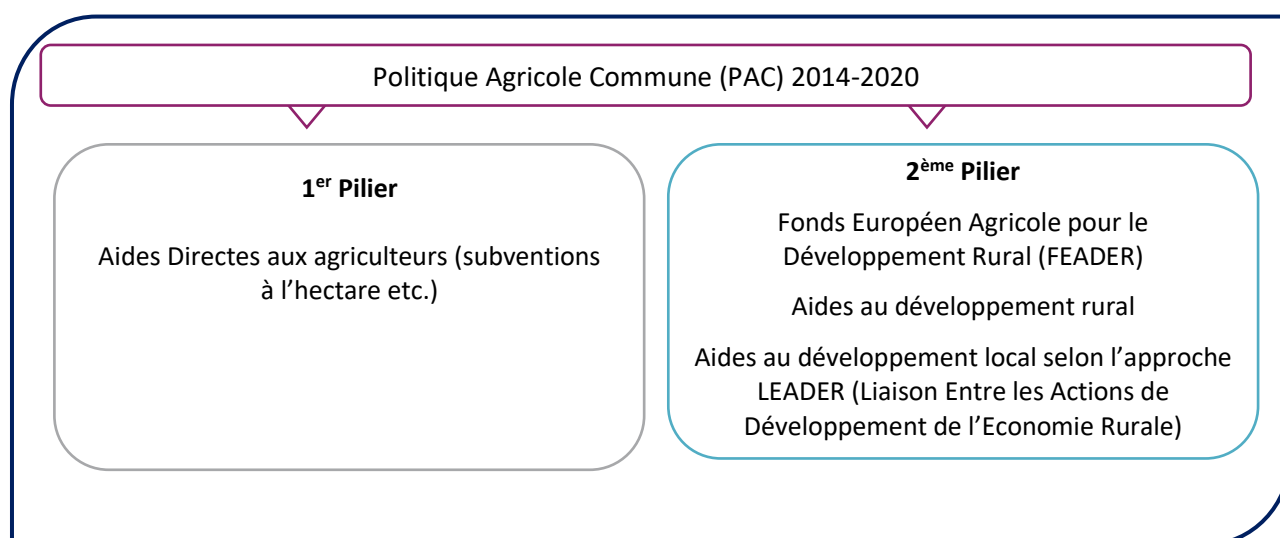 Politique Agricole Commune (PAC) 2014-2020
1er Pilier
Aides Directes aux agriculteurs (subventions
à l’hectare etc.)
2ème Pilier
Fonds Européen Agricole pour le
Développement Rural (FEADER)
Aides au développement rural
Aides au développement local selon l’approche
LEADER (Liaison Entre les Actions de
Développement de l’Economie Rurale)